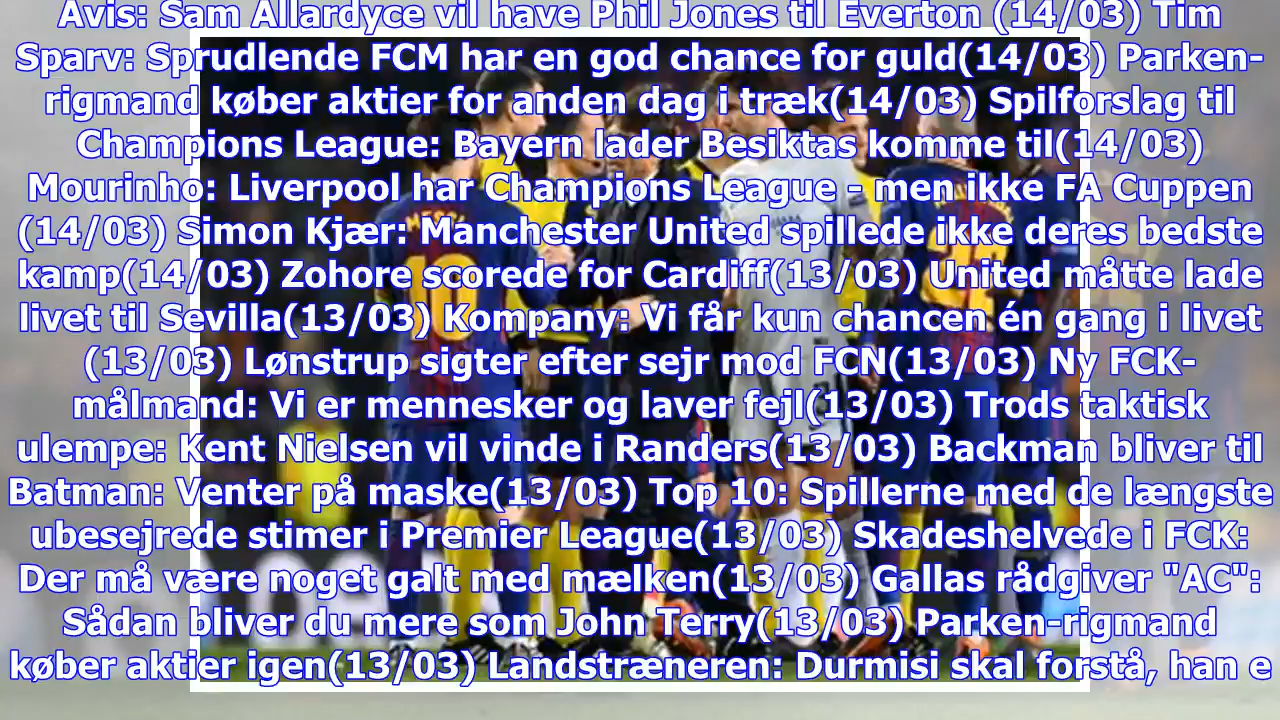 Avis: Sam Allardyce vil have Phil Jones til Everton (14/03) Tim
Sparv: Sprudlende FCM har en god chance for guld(14/03) Parken-
rigmand køber aktier for anden dag i træk(14/03) Spilforslag til
Champions League: Bayern lader Besiktas komme til(14/03)
Mourinho: Liverpool har Champions League - men ikke FA Cuppen
(14/03) Simon Kjær: Manchester United spillede ikke deres bedste
kamp(14/03) Zohore scorede for Cardiff(13/03) United måtte lade
livet til Sevilla(13/03) Kompany: Vi får kun chancen én gang i livet
(13/03) Lønstrup sigter efter sejr mod FCN(13/03) Ny FCK-
målmand: Vi er mennesker og laver fejl(13/03) Trods taktisk
ulempe: Kent Nielsen vil vinde i Randers(13/03) Backman bliver til
Batman: Venter på maske(13/03) Top 10: Spillerne med de længste
ubesejrede stimer i Premier League(13/03) Skadeshelvede i FCK:
Der må være noget galt med mælken(13/03) Gallas rådgiver "AC":
Sådan bliver du mere som John Terry(13/03) Parken-rigmand
køber aktier igen(13/03) Landstræneren: Durmisi skal forstå, han e
MESSI
10